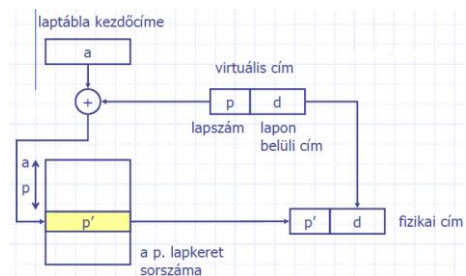 laptábla kezdőcíme
a
virtuális cím
+
p d
lapszám lapon belüli cím
a
p
p'
p' d
fizikai cím
a p. lapkeret
sorszáma